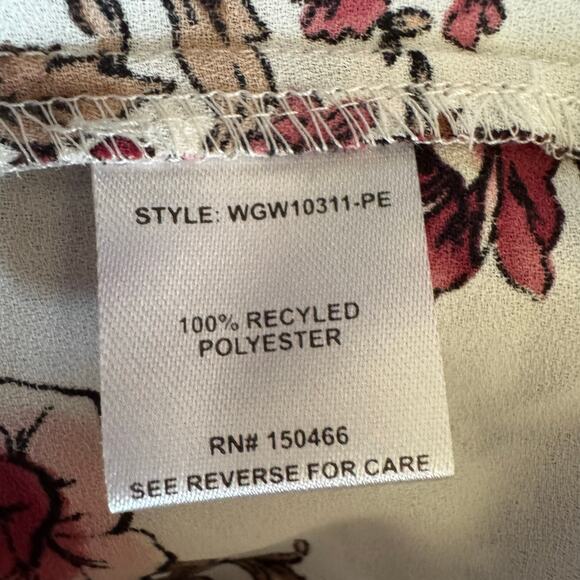 STYLE: WGW10311-PE
100% RECYLED
POLYESTER
RN# 150466
SEE REVERSE FOR CARE